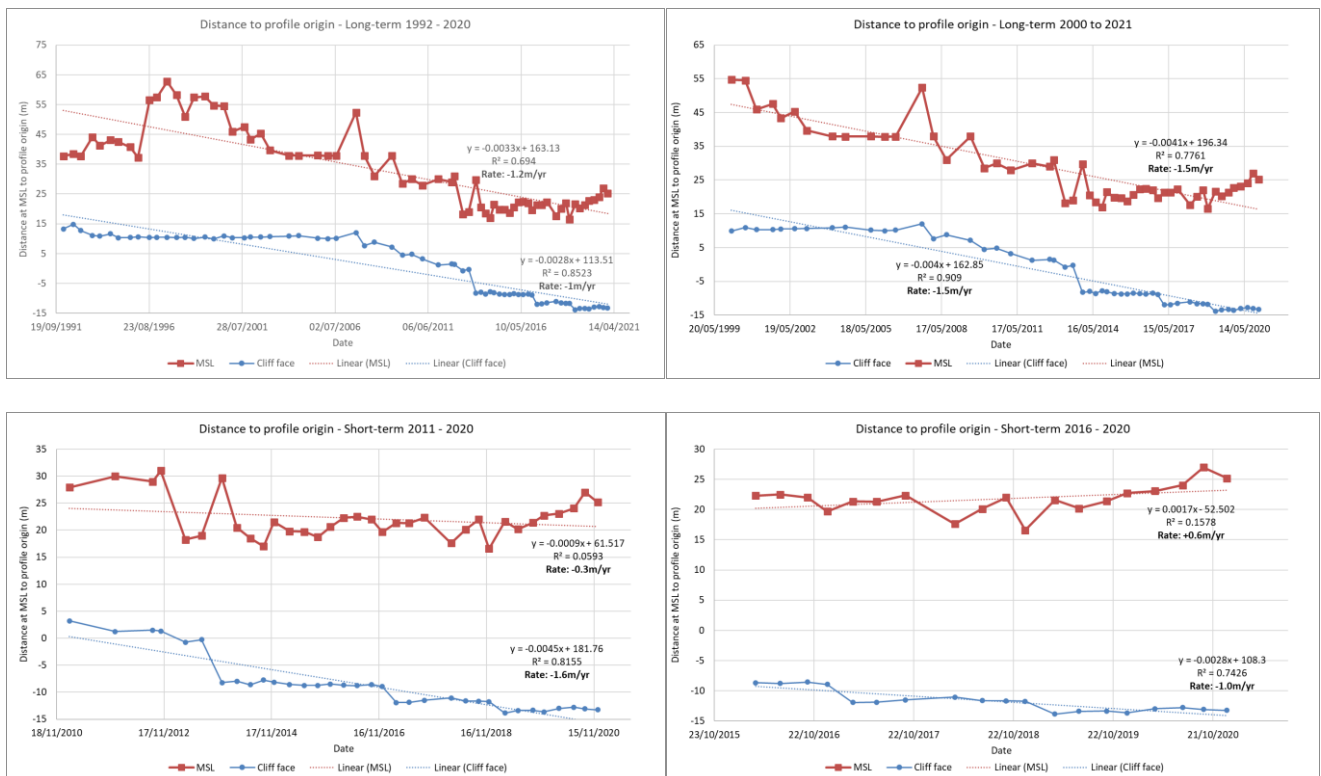 Distance to profile origin - Long-term 1992 - 2020
Distance at MSL to profile origin (m)
75
65
55
45
35
25
15
5
-5
-15
y = -0.0033x + 163.13
R² = 0.694
Rate: -1.2m/yr
y = -0.0028x + 113.51
R² = 0.8523
Rate: -1m/yr
19/09/1991 23/08/1996 28/07/2001 02/07/2006 06/06/2011 10/05/2016 14/04/2021
Date
MSL Cliff face Linear (MSL) Linear (Cliff face)
Distance to profile origin - Long-term 2000 to 2021
Distance at MSL to profile origin (m)
65
55
45
35
25
15
5
-5
-15
y = -0.0041x + 196.34
R² = 0.7761
Rate: -1.5m/yr
y = -0.004x + 162.85
R² = 0.909
Rate: -1.5m/yr
20/05/1999 19/05/2002 18/05/2005 17/05/2008 17/05/2011 16/05/2014 15/05/2017 14/05/2020
Date
Cliff face MSL Linear (Cliff face) Linear (MSL)
Distance to profile origin - Short-term 2011 - 2020
Distance at MSL to profile origin (m)
35
30
25
20
15
10
5
0
-5
-10
-15
y = -0.0009x + 61.517
R² = 0.0593
Rate: -0.3m/yr
y = -0.0045x + 181.76
R² = 0.8155
Rate: -1.6m/yr
18/11/2010 17/11/2012 17/11/2014 16/11/2016 16/11/2018 15/11/2020
Date
MSL Cliff face Linear (MSL) Linear (Cliff face)
Distance to profile origin - Short-term 2016 - 2020
Distance at MSL to profile origin (m)
30
25
20
15
10
5
0
-5
-10
-15
y = 0.0017x - 52.502
R² = 0.1578
Rate: +0.6m/yr
y = -0.0028x + 108.3
R² = 0.7426
Rate: -1.0m/yr
23/10/2015 22/10/2016 22/10/2017 22/10/2018 22/10/2019 21/10/2020
Date
MSL Cliff face Linear (MSL) Linear (Cliff face)